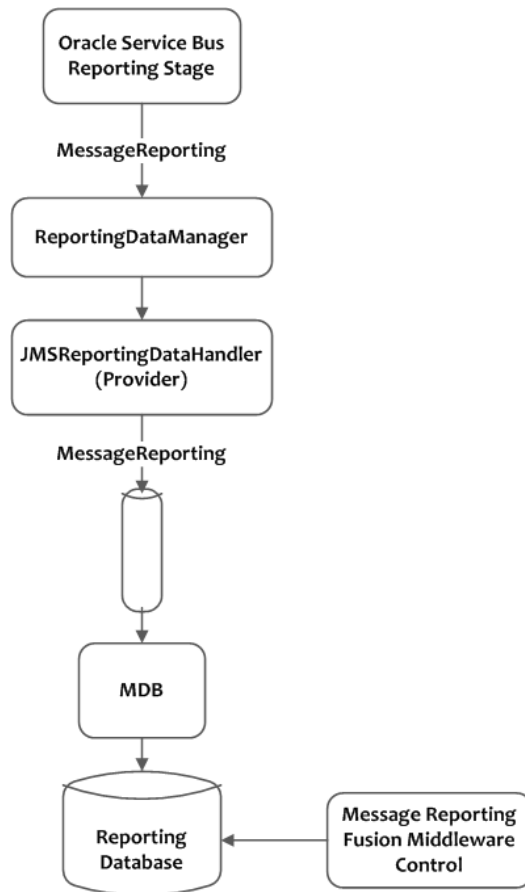 Oracle Service Bus
Reporting Stage
MessageReporting
ReportingDataManager
JMSReportingDataHandler
(Provider)
MessageReporting
MDB
Reporting
Database
Message Reporting
Fusion Middleware
Control